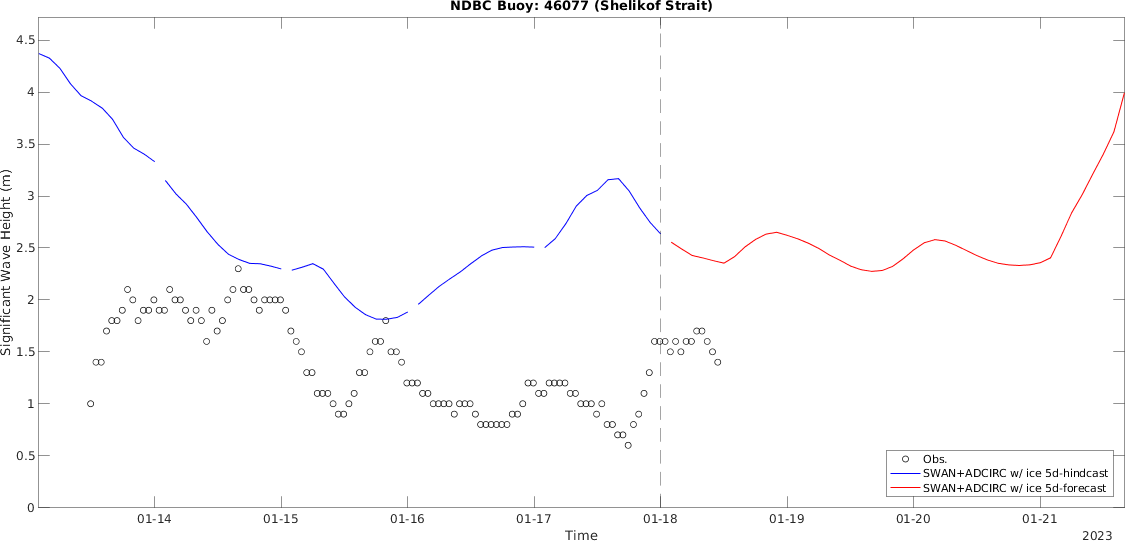 NDBC Buoy: 46077 (Shelikof Strait)
Significant Wave Height (m)
4.5
4
3.5
3
2.5
2
1.5
1
0.5
0
Obs.
SWAN+ADCIRC w/ ice 5d-hindcast
SWAN+ADCIRC w/ ice 5d-forecast
01-14 01-15 01-16 01-17 01-18 01-19 01-20 01-21
Time
2023